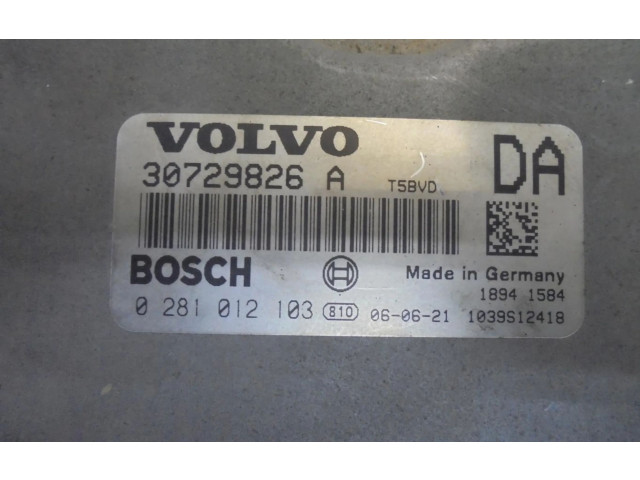 VOLVO
30729826 A T5BVD DA
BOSCH Made in Germany
1894 1584
0 281 012 103 810 06-06-21 1039S12418